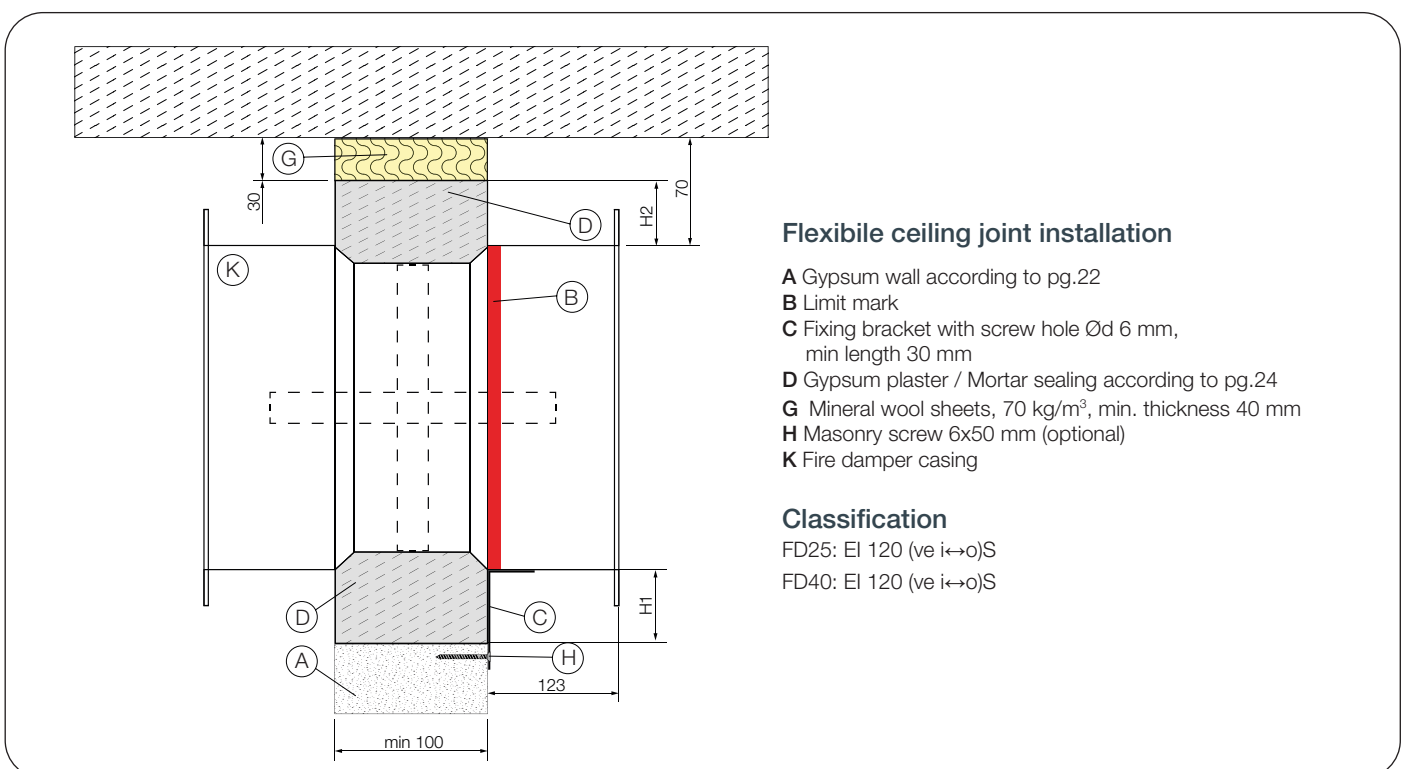 G
30
D
H2
70
K
B
D
C
H1
A
H
123
min 100
Flexibile ceiling joint installation
A Gypsum wall according to pg.22
B Limit mark
C Fixing bracket with screw hole Ød 6 mm,
min length 30 mm
D Gypsum plaster / Mortar sealing according to pg.24
G Mineral wool sheets, 70 kg/m³, min. thickness 40 mm
H Masonry screw 6x50 mm (optional)
K Fire damper casing
Classification
FD25: EI 120 (ve i↔o)S
FD40: EI 120 (ve i↔o)S